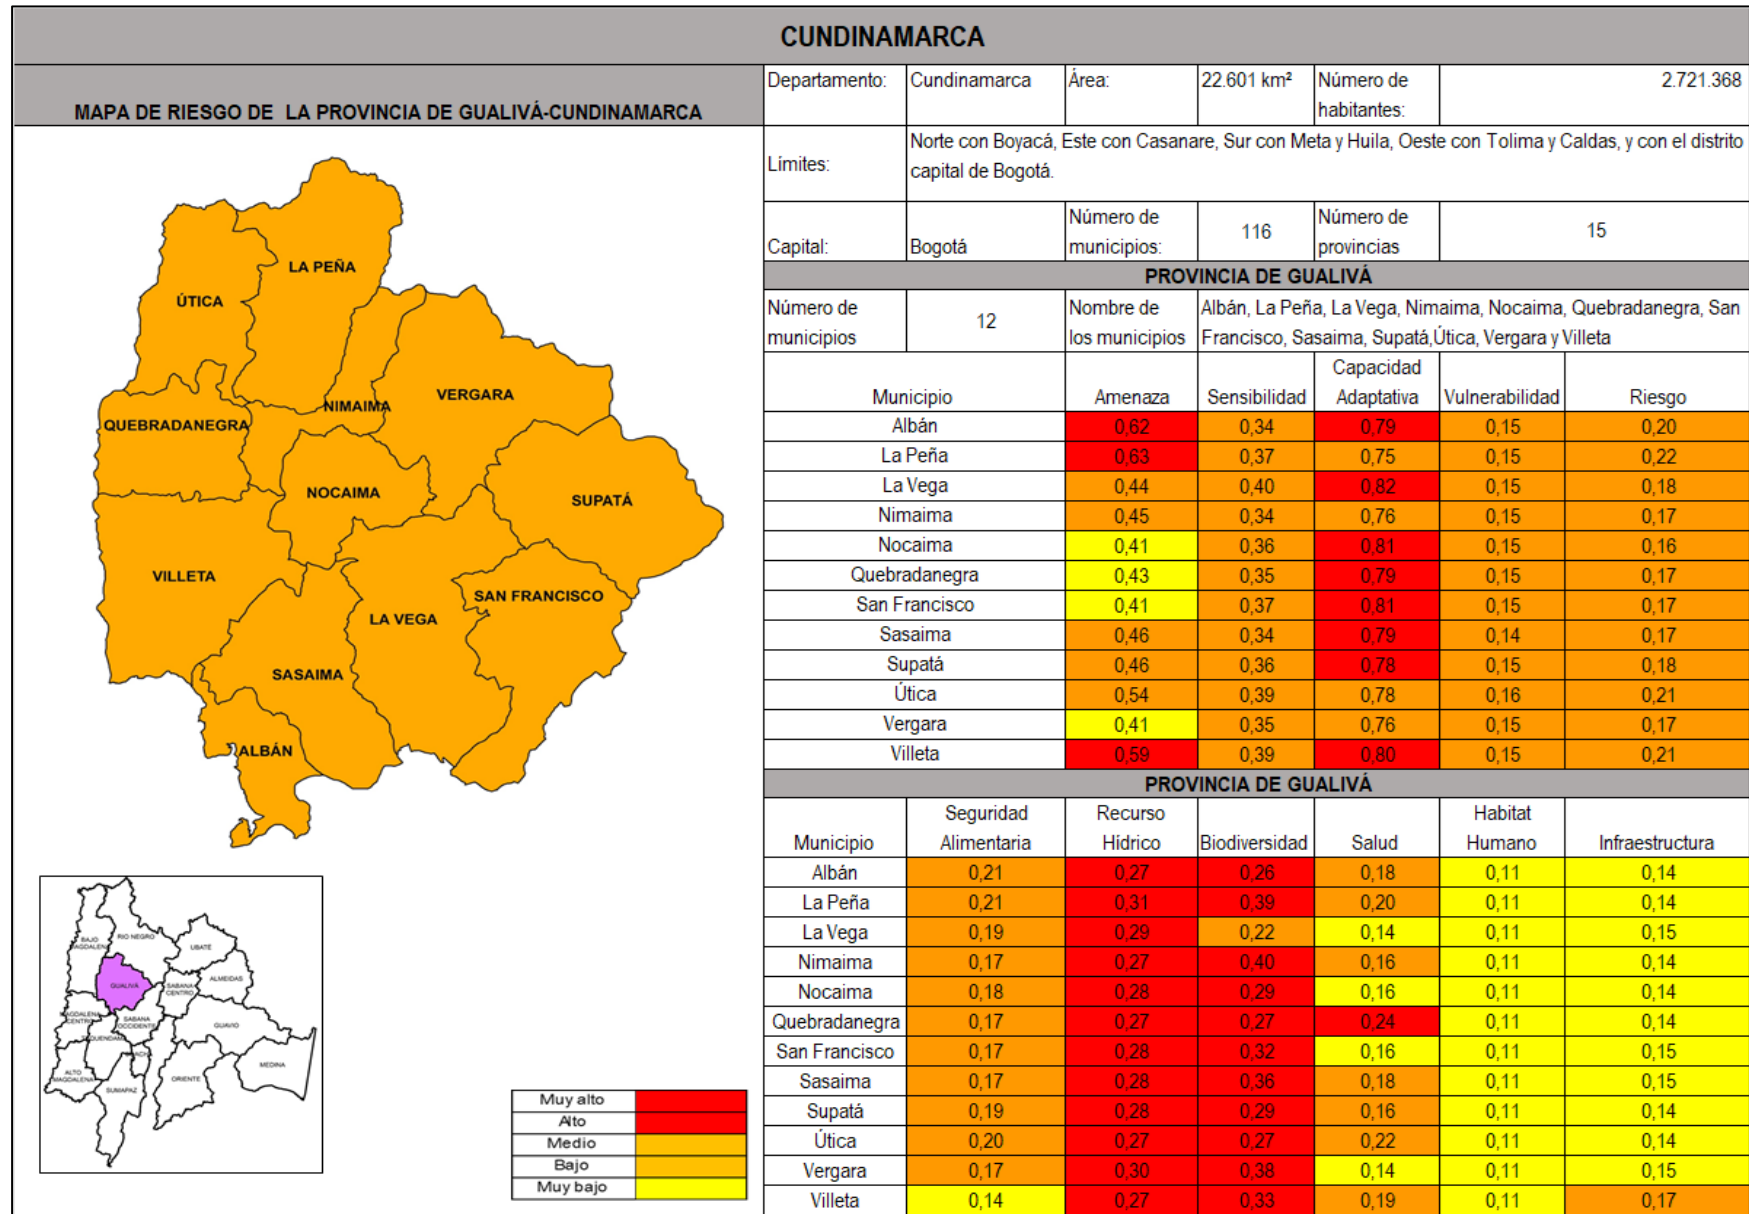 CUNDINAMARCA
MAPA DE RIESGO DE LA PROVINCIA DE GUALIVÁ-CUNDINAMARCA
Departamento: Cundinamarca Área: 22.601 km² Número de habitantes: 2.721.368
Límites: Norte con Boyacá, Este con Casanare, Sur con Meta y Huila, Oeste con Tolima y Caldas, y con el distrito
capital de Bogotá.
Capital: Bogotá Número de municipios: 116 Número de provincias 15
PROVINCIA DE GUALIVÁ
Número de municipios 12 Nombre de los municipios Albán, La Peña, La Vega, Nimaima, Nocaima, Quebradanegra, San
Francisco, Sasaima, Supatá,Útica, Vergara y Villeta
Municipio Amenaza Sensibilidad Capacidad Adaptativa Vulnerabilidad Riesgo
Albán 0,62 0,34 0,79 0,15 0,20
La Peña 0,63 0,37 0,75 0,15 0,22
La Vega 0,44 0,40 0,82 0,15 0,18
Nimaima 0,45 0,34 0,76 0,15 0,17
Nocaima 0,41 0,36 0,81 0,15 0,16
Quebradanegra 0,43 0,35 0,79 0,15 0,17
San Francisco 0,41 0,37 0,81 0,15 0,17
Sasaima 0,46 0,34 0,79 0,14 0,17
Supatá 0,46 0,36 0,78 0,15 0,18
Útica 0,54 0,39 0,78 0,16 0,21
Vergara 0,41 0,35 0,76 0,15 0,17
Villeta 0,59 0,39 0,80 0,15 0,21
PROVINCIA DE GUALIVÁ
Municipio Seguridad Alimentaria Recurso Hídrico Biodiversidad Salud Habitat Humano Infraestructura
Albán 0,21 0,27 0,26 0,18 0,11 0,14
La Peña 0,21 0,31 0,39 0,20 0,11 0,14
La Vega 0,19 0,29 0,22 0,14 0,11 0,15
Nimaima 0,17 0,27 0,40 0,16 0,11 0,14
Nocaima 0,18 0,28 0,29 0,16 0,11 0,14
Quebradanegra 0,17 0,27 0,27 0,24 0,11 0,14
San Francisco 0,17 0,28 0,32 0,16 0,11 0,15
Sasaima 0,17 0,28 0,36 0,18 0,11 0,15
Supatá 0,19 0,28 0,29 0,16 0,11 0,14
Útica 0,20 0,27 0,27 0,22 0,11 0,14
Vergara 0,17 0,30 0,38 0,14 0,11 0,15
Villeta 0,14 0,27 0,33 0,19 0,11 0,17
LA PEÑA
ÚTICA
VERGARA
NIMAIMA
QUEBRADANEGRA
NOCAIMA
SUPATÁ
VILLETA
SAN FRANCISCO
LA VEGA
SASAIMA
ALBÁN
BAJO
RIO NEGRO
UBATÉ
GUALIVÁ
SABANA
CENTRO
ALMEIDAS
CENTRO
SABANA
OCCIDENTE
GUAVIO
ALTO
MAGDALENA
SUMAPAZ
ORIENTE
MEDINA
Muy alto
Alto
Medio
Bajo
Muy bajo